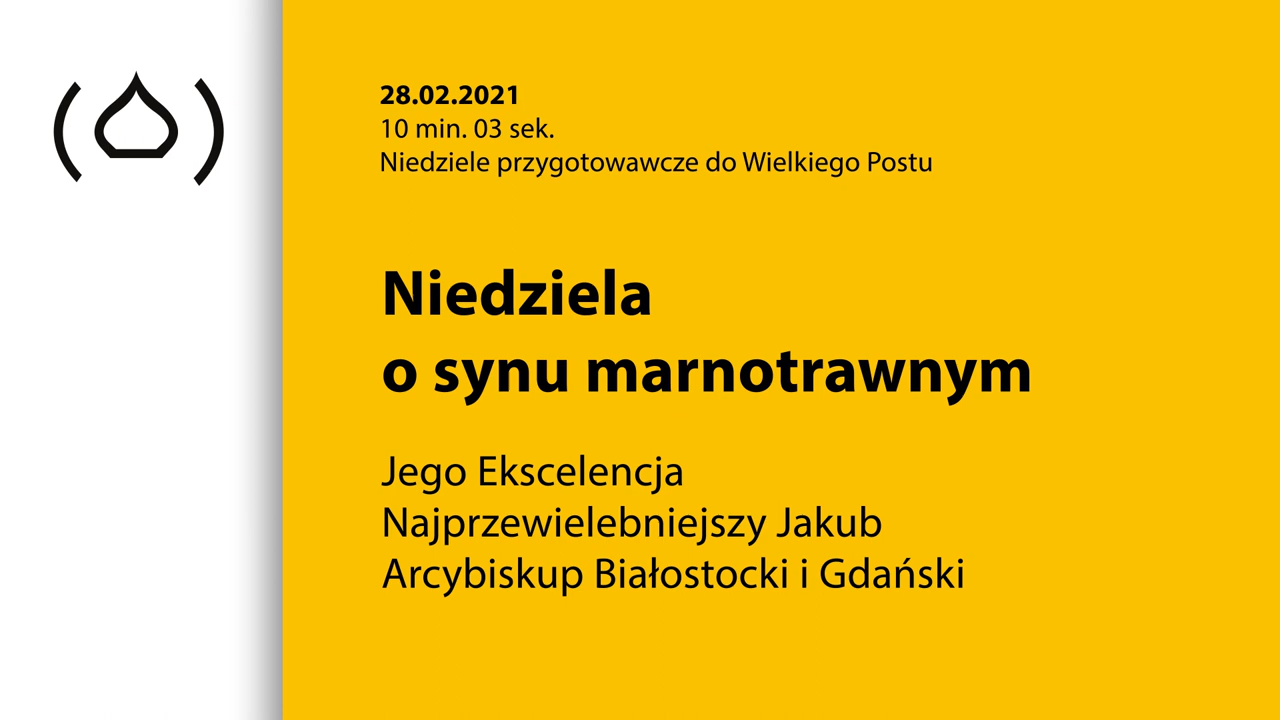 28.02.2021
10 min. 03 sek.
Niedziele przygotowawcze do Wielkiego Postu
Niedziela
o synu marnotrawnym
Jego Ekscelencja
Najprzewielebniejszy Jakub
Arcybiskup Białostocki i Gdański